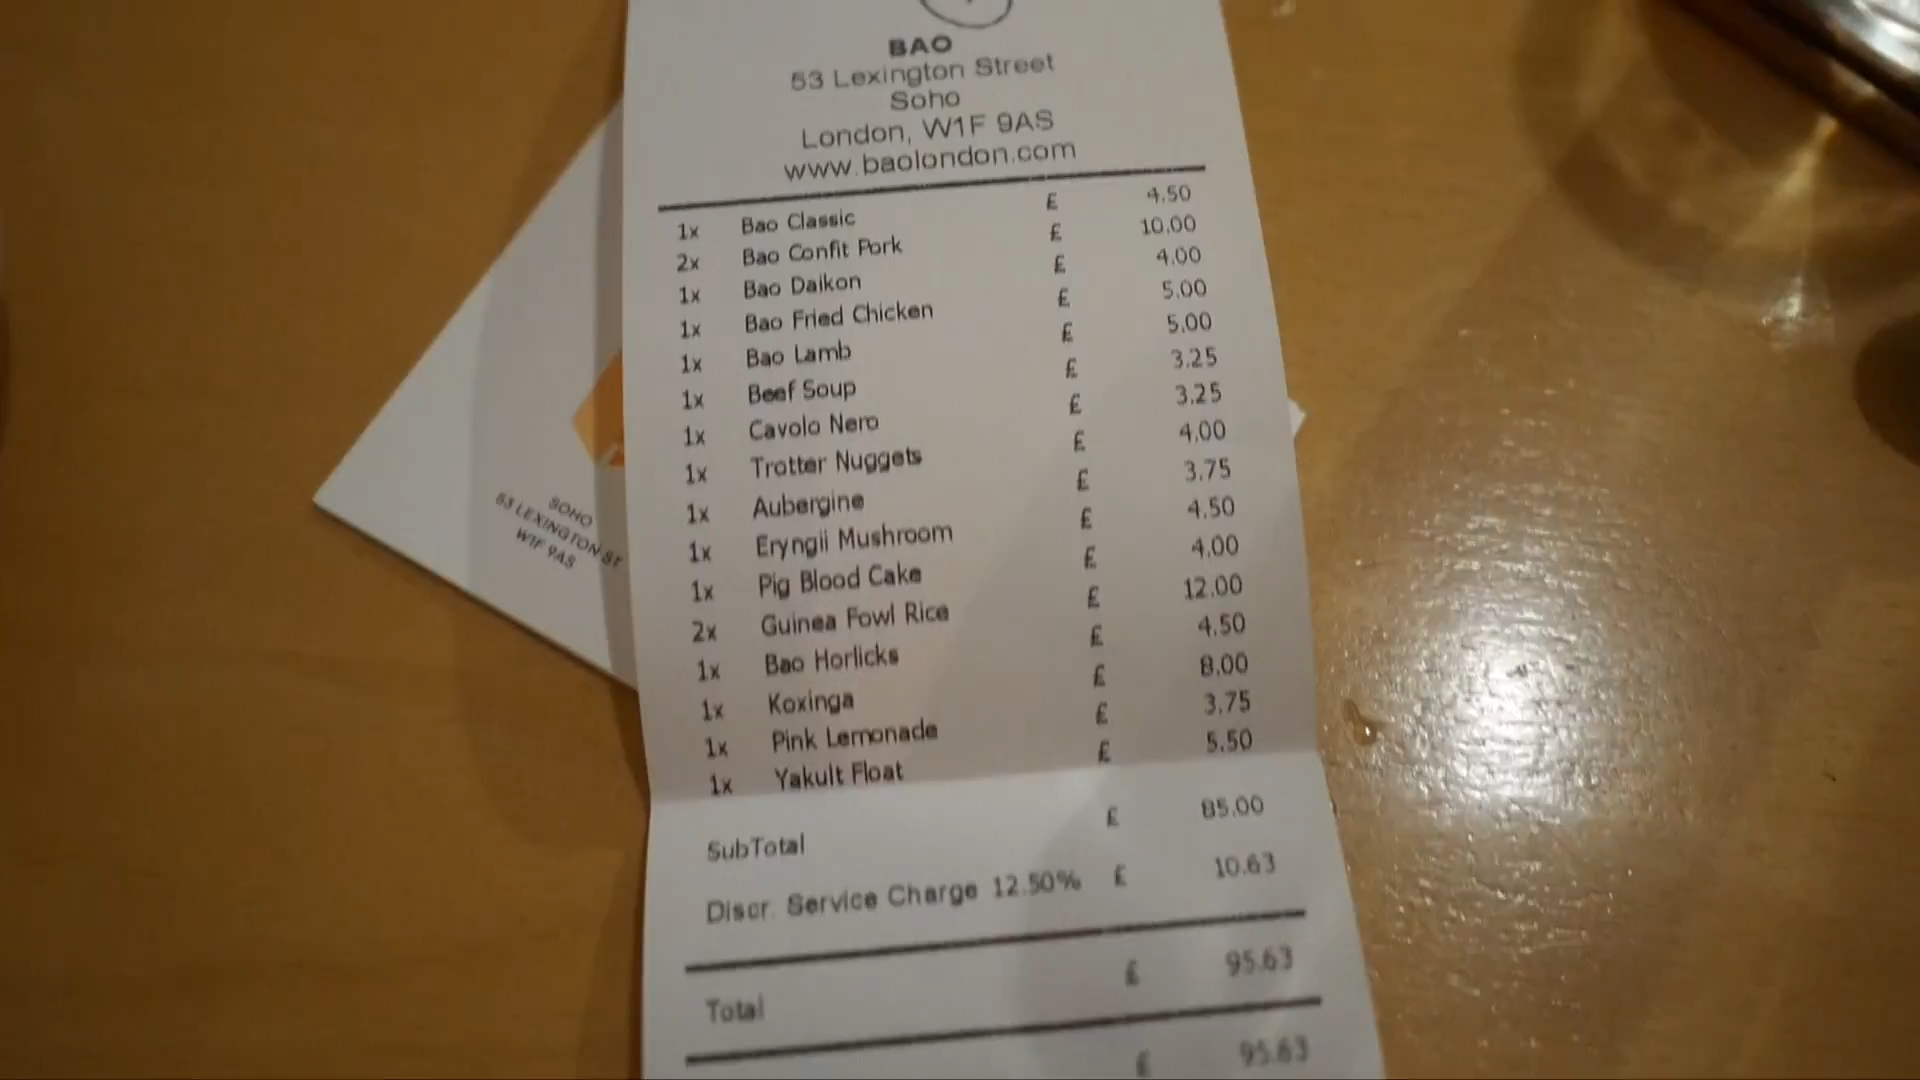 BAO
53 Lexington Street
Soho
London, W1F 9AS
www.baolondon.com
1x Bao Classic £ 4.50
2x Bao Confit Pork £ 10.00
1x Bao Daikon £ 4.00
1x Bao Fried Chicken £ 5.00
1x Bao Lamb £ 5.00
1x Beef Soup £ 3.25
1x Cavolo Nero £ 3.25
1x Trotter Nuggets £ 4.00
1x Aubergine £ 3.75
1x Eryngii Mushroom £ 4.50
1x Pig Blood Cake £ 4.00
2x Guinea Fowl Rice £ 12.00
1x Bao Horlicks £ 4.50
1x Koxinga £ 8.00
1x Pink Lemonade £ 3.75
1x Yakult Float £ 5.50
SubTotal £ 85.00
Discr. Service Charge 12.50% £ 10.63
Total £ 95.63
£ 95.63
SOHO
53 LEXINGTON ST
W1F 9AS